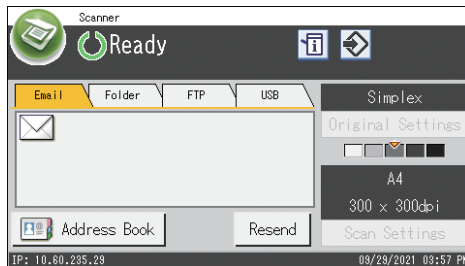 Scanner
Ready
Email Folder FTP USB
Simplex
Original Settings
A4
300 x 300dpi
Address Book Resend
Scan Settings
IP: 10.60.235.29 09/29/2021 03:57 PM